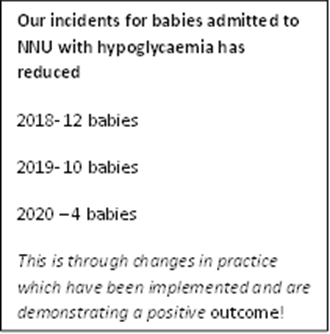 Our incidents for babies admitted to
NNU with hypoglycaemia has
reduced
2018-12 babies
2019-10 babies
2020 –4 babies
This is through changes in practice
which have been implemented and are
demonstrating a positive outcome!